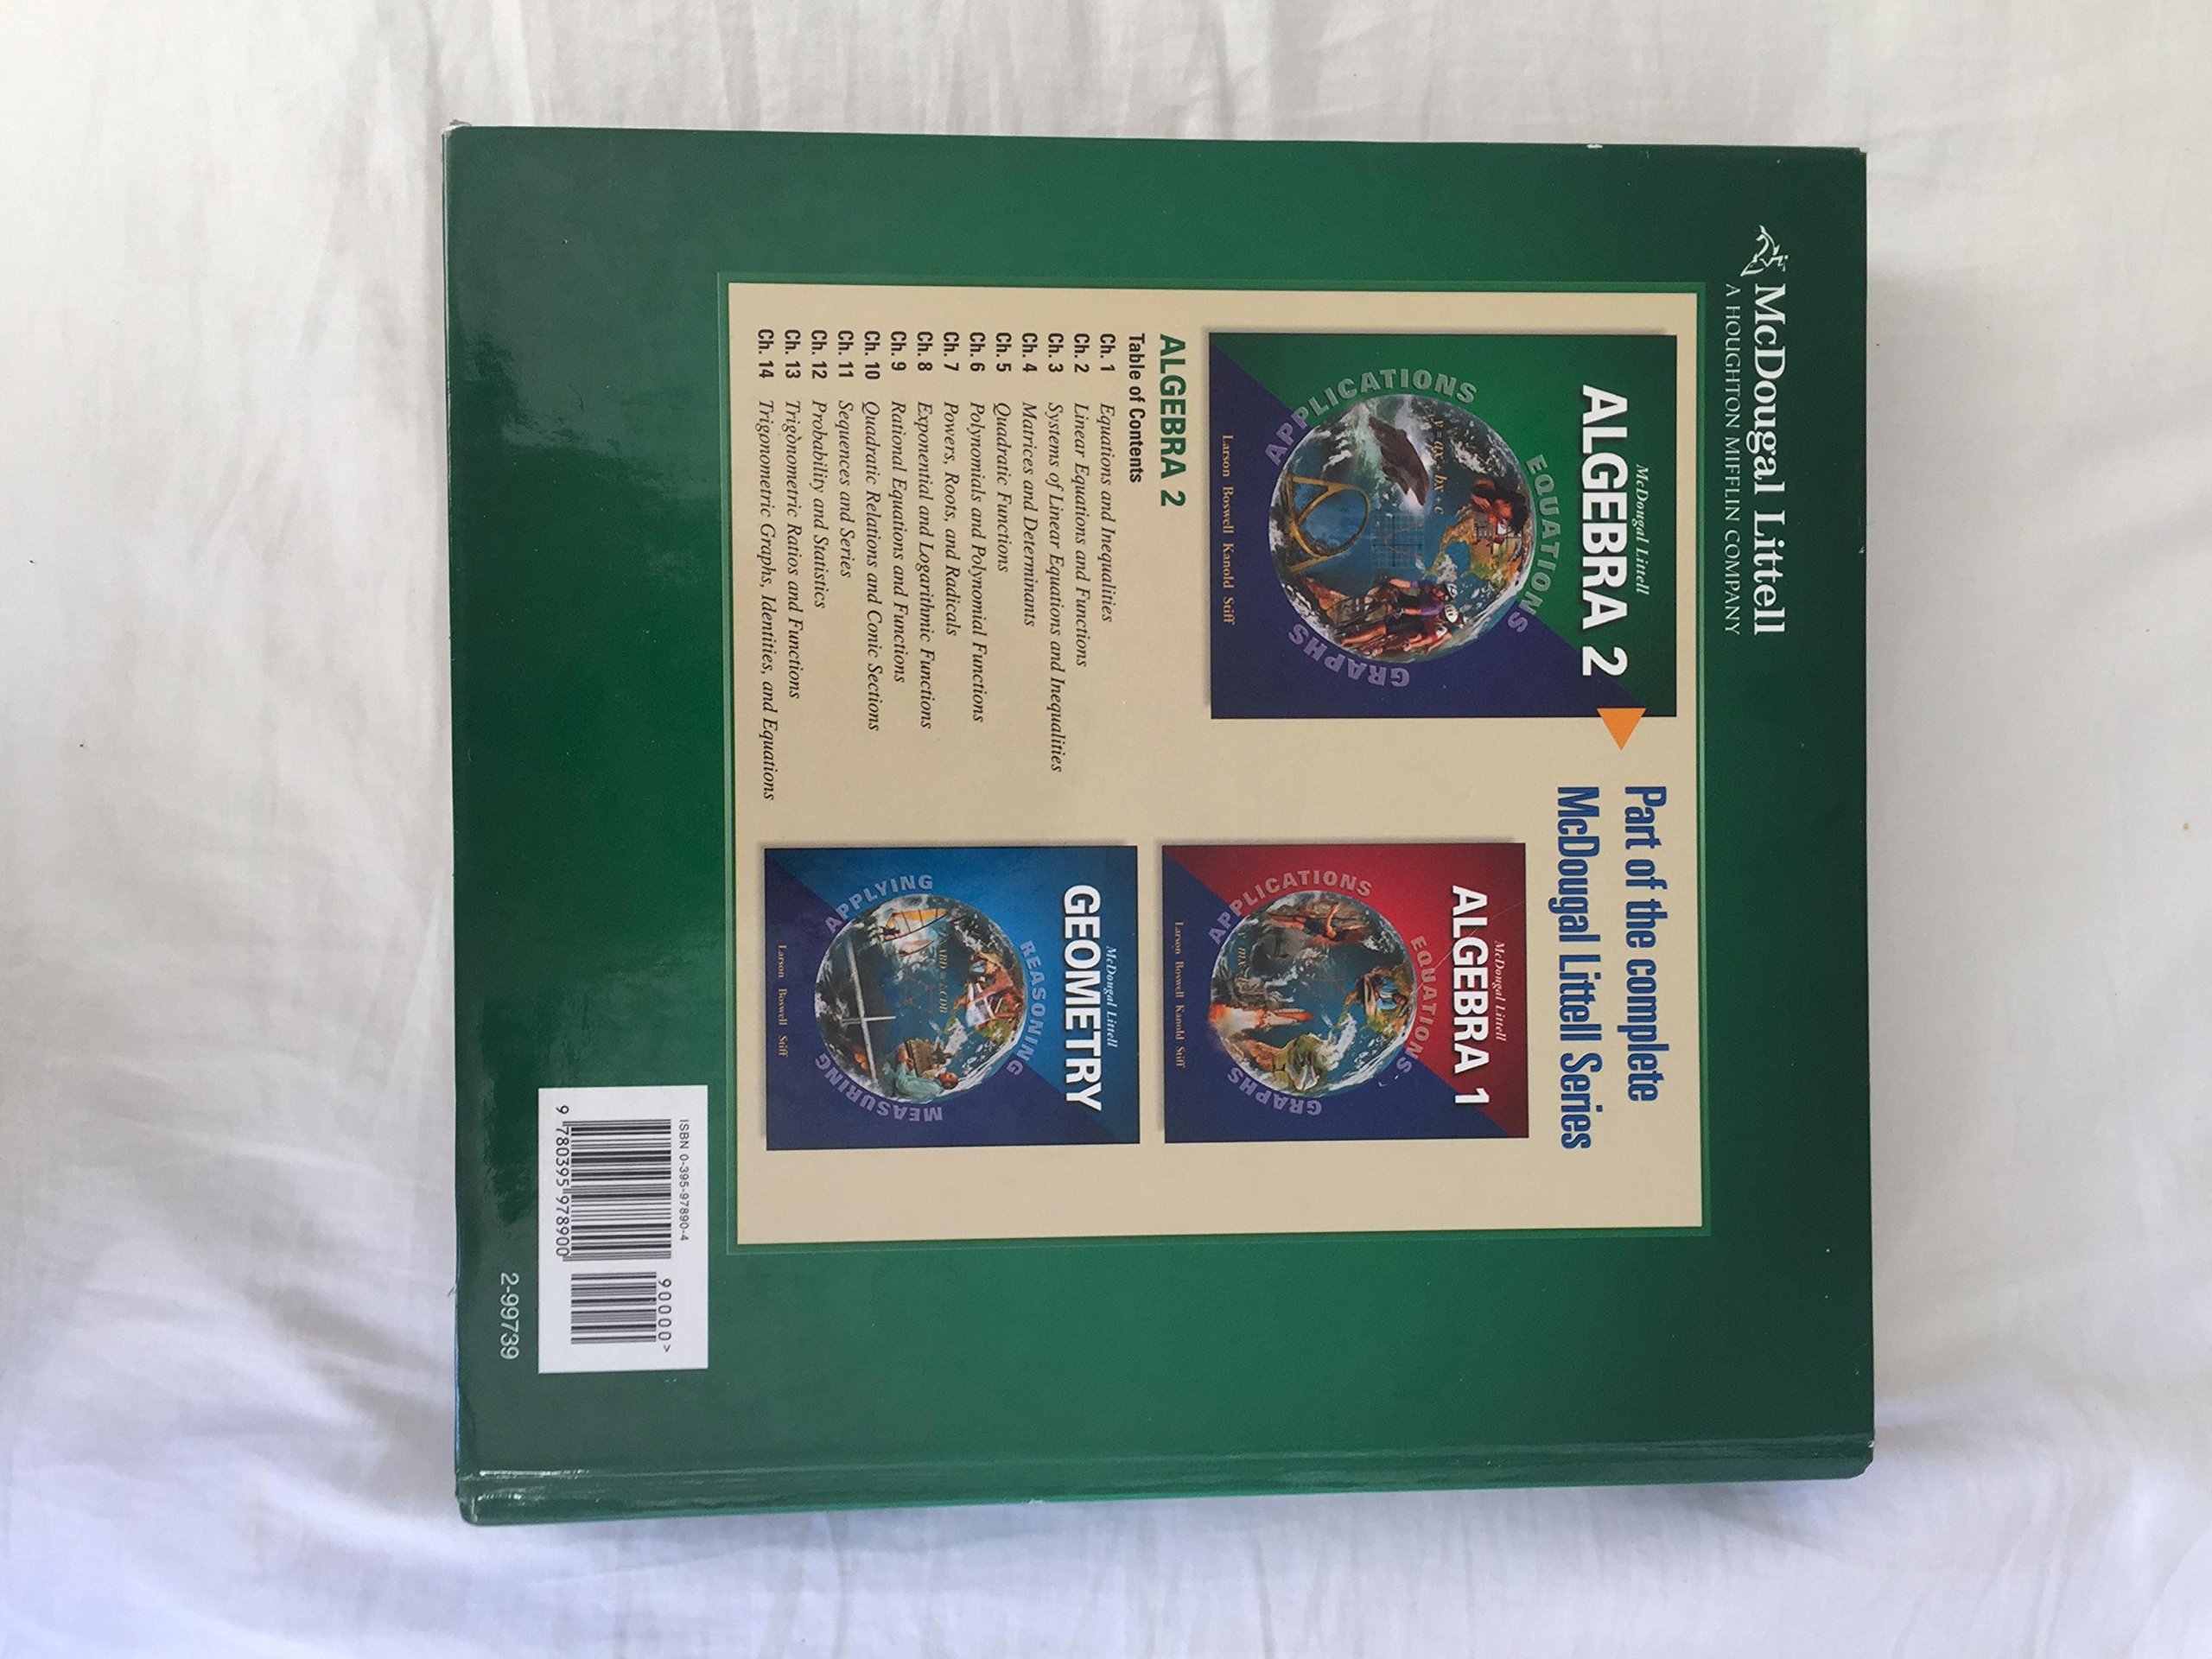 McDougal Littell
A HOUGHTON MIFFLIN COMPANY
McDougal Littell
ALGEBRA 2
APPLICATIONS
EQUATIONS
GRAPHS
Larson Boswell Kanold Stiff
Part of the complete
McDougal Littell Series
ALGEBRA 2
Table of Contents
Ch. 1 Equations and Inequalities
Ch. 2 Linear Equations and Functions
Ch. 3 Systems of Linear Equations and Inequalities
Ch. 4 Matrices and Determinants
Ch. 5 Quadratic Functions
Ch. 6 Polynomials and Polynomial Functions
Ch. 7 Powers, Roots, and Radicals
Ch. 8 Exponential and Logarithmic Functions
Ch. 9 Rational Equations and Functions
Ch. 10 Quadratic Relations and Conic Sections
Ch. 11 Sequences and Series
Ch. 12 Probability and Statistics
Ch. 13 Trigonometric Ratios and Functions
Ch. 14 Trigonometric Graphs, Identities, and Equations
McDougal Littell
ALGEBRA 1
APPLICATIONS
EQUATIONS
GRAPHS
Larson Boswell Kanold Stiff
McDougal Littell
GEOMETRY
APPLYING
REASONING
MEASURING
Larson Boswell Stiff
ISBN 0-395-97890-4
90000>
9 780395 978900
2-99739